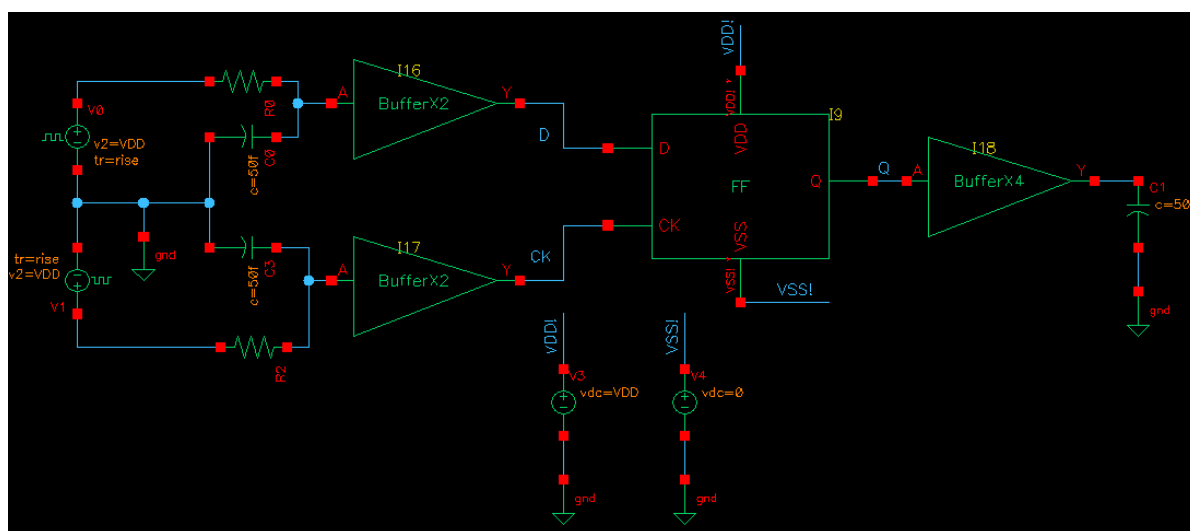 V0
v2=VDD
tr=rise
R0
C0
c=50f
A
I16
BufferX2
Y
D
VDD!
VDD!
VDD
I9
D
FF
Q
CK
VSS
VSS!
VSS!
Q
A
I18
BufferX4
Y
C1
c=50
gnd
tr=rise
v2=VDD
V1
gnd
C3
c=50f
R2
A
I17
BufferX2
Y
CK
VDD!
V3
vdc=VDD
gnd
VSS!
V4
vdc=0
gnd